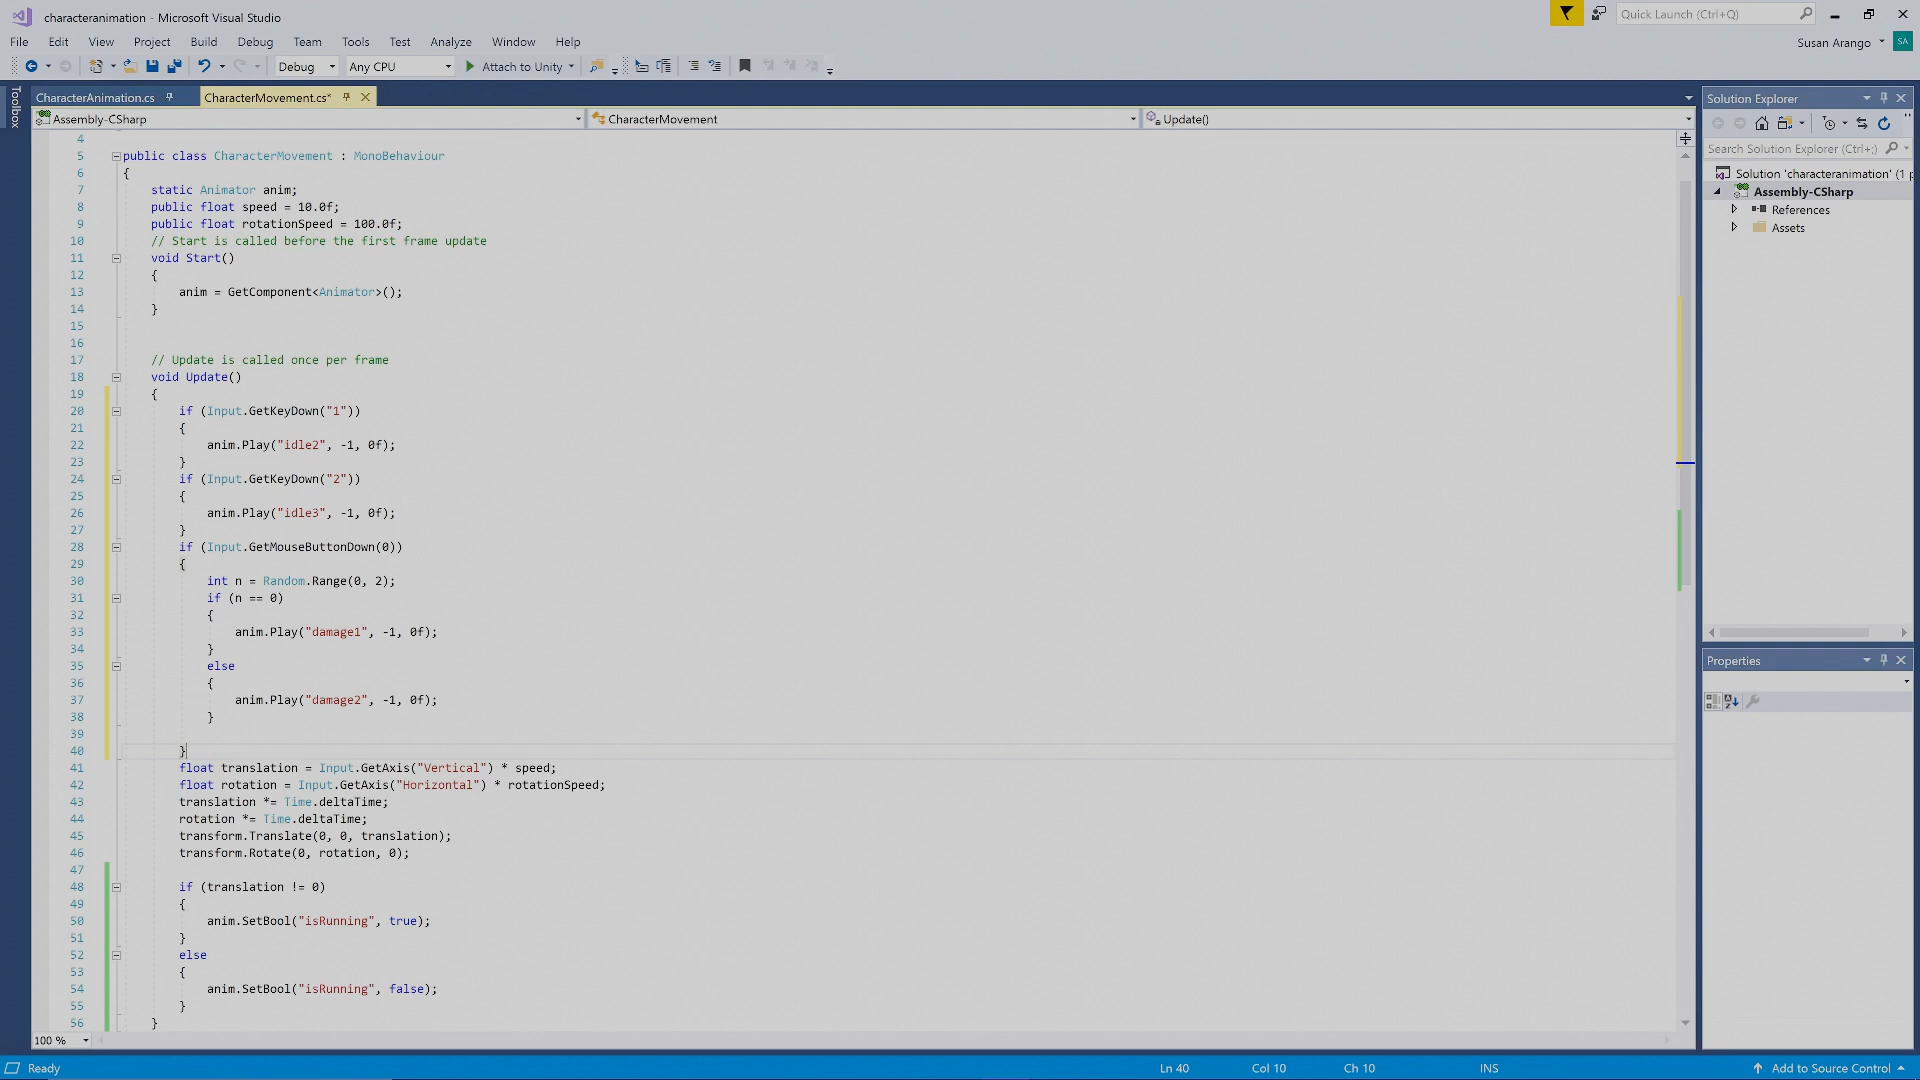 characteranimation - Microsoft Visual Studio
Quick Launch (Ctrl+Q)
File Edit View Project Build Debug Team Tools Test Analyze Window Help
Susan Arango SA
Debug Any CPU Attach to Unity
Toolbox
CharacterAnimation.cs CharacterMovement.cs*
Assembly-CSharp CharacterMovement Update()
4
5 public class CharacterMovement : MonoBehaviour
6 {
7 static Animator anim;
8 public float speed = 10.0f;
9 public float rotationSpeed = 100.0f;
10 // Start is called before the first frame update
11 void Start()
12 {
13 anim = GetComponent<Animator>();
14 }
15
16
17 // Update is called once per frame
18 void Update()
19 {
20 if (Input.GetKeyDown("1"))
21 {
22 anim.Play("idle2", -1, 0f);
23 }
24 if (Input.GetKeyDown("2"))
25 {
26 anim.Play("idle3", -1, 0f);
27 }
28 if (Input.GetMouseButtonDown(0))
29 {
30 int n = Random.Range(0, 2);
31 if (n == 0)
32 {
33 anim.Play("damage1", -1, 0f);
34 }
35 else
36 {
37 anim.Play("damage2", -1, 0f);
38 }
39
40 }
41 float translation = Input.GetAxis("Vertical") * speed;
42 float rotation = Input.GetAxis("Horizontal") * rotationSpeed;
43 translation *= Time.deltaTime;
44 rotation *= Time.deltaTime;
45 transform.Translate(0, 0, translation);
46 transform.Rotate(0, rotation, 0);
47
48 if (translation != 0)
49 {
50 anim.SetBool("isRunning", true);
51 }
52 else
53 {
54 anim.SetBool("isRunning", false);
55 }
56 }
100 %
Solution Explorer
Search Solution Explorer (Ctrl+;)
Solution 'characteranimation' (1 p
Assembly-CSharp
References
Assets
Properties
Ready Ln 40 Col 10 Ch 10 INS Add to Source Control